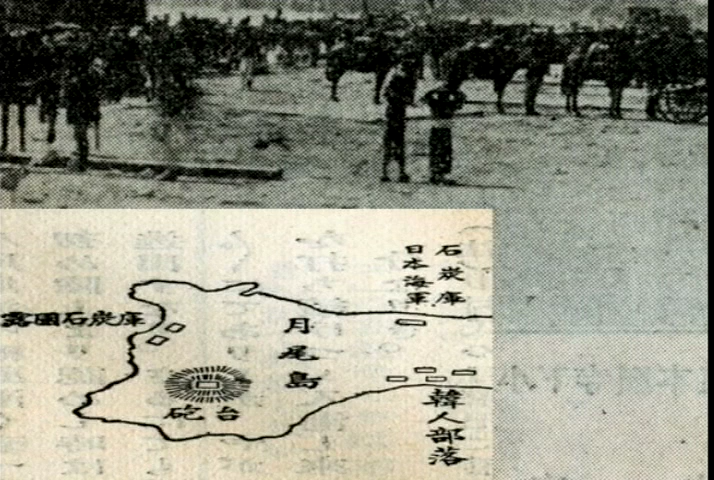 石炭庫
日本海軍
露國石炭庫
月尾島
砲台
韓人部落